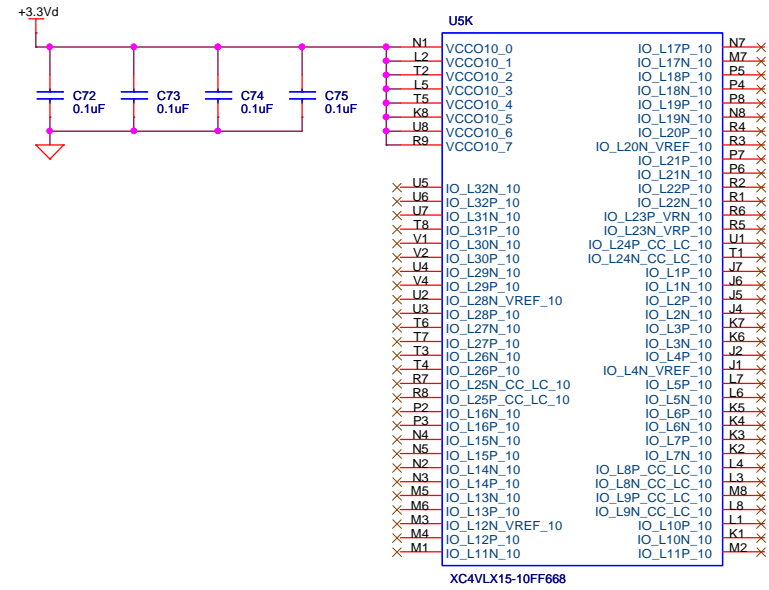 +3.3Vd
C72
0.1uF
C73
0.1uF
C74
0.1uF
C75
0.1uF
U5K
N1 VCCO10_0 IO_L17P_10 N7
L2 VCCO10_1 IO_L17N_10 M7
T2 VCCO10_2 IO_L18P_10 P5
L5 VCCO10_3 IO_L18N_10 P4
T5 VCCO10_4 IO_L19P_10 P8
K8 VCCO10_5 IO_L19N_10 N8
U8 VCCO10_6 IO_L20P_10 R4
R9 VCCO10_7 IO_L20N_VREF_10 R3
IO_L21P_10 P7
IO_L21N_10 P6
U5 IO_L32N_10 IO_L22P_10 R2
U6 IO_L32P_10 IO_L22N_10 R1
U7 IO_L31N_10 IO_L23P_VRN_10 R6
T8 IO_L31P_10 IO_L23N_VRP_10 R5
V1 IO_L30N_10 IO_L24P_CC_LC_10 U1
V2 IO_L30P_10 IO_L24N_CC_LC_10 T1
U4 IO_L29N_10 IO_L1P_10 J7
V4 IO_L29P_10 IO_L1N_10 J6
U2 IO_L28N_VREF_10 IO_L2P_10 J5
U3 IO_L28P_10 IO_L2N_10 J4
T6 IO_L27N_10 IO_L3P_10 K7
T7 IO_L27P_10 IO_L3N_10 K6
T3 IO_L26N_10 IO_L4P_10 J2
T4 IO_L26P_10 IO_L4N_VREF_10 J1
R7 IO_L25N_CC_LC_10 IO_L5P_10 L7
R8 IO_L25P_CC_LC_10 IO_L5N_10 L6
P2 IO_L16N_10 IO_L6P_10 K5
P3 IO_L16P_10 IO_L6N_10 K4
N4 IO_L15N_10 IO_L7P_10 K3
N5 IO_L15P_10 IO_L7N_10 K2
N2 IO_L14N_10 IO_L8P_CC_LC_10 L4
N3 IO_L14P_10 IO_L8N_CC_LC_10 L3
M5 IO_L13N_10 IO_L9P_CC_LC_10 M8
M6 IO_L13P_10 IO_L9N_CC_LC_10 L8
M3 IO_L12N_VREF_10 IO_L10P_10 L1
M4 IO_L12P_10 IO_L10N_10 K1
M1 IO_L11N_10 IO_L11P_10 M2
XC4VLX15-10FF668